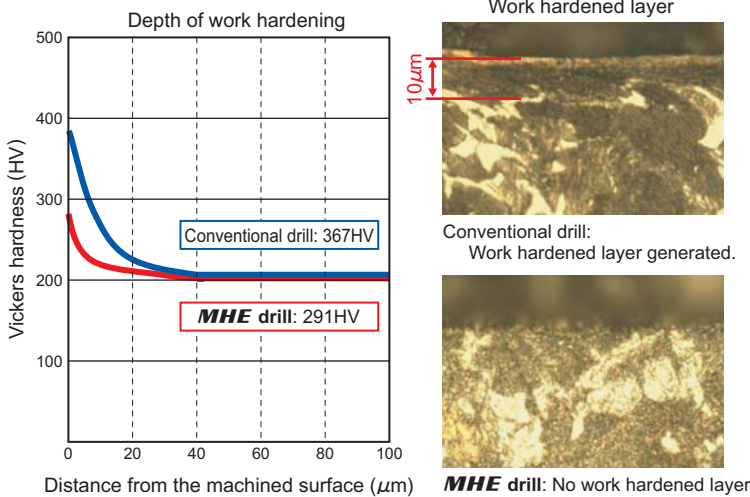 Depth of work hardening
500
400
300
200
100
0
20
40
60
80
100
Vickers hardness (HV)
Distance from the machined surface (μm)
Conventional drill: 367HV
MHE drill: 291HV
Work hardened layer
10μm
Conventional drill:
Work hardened layer generated.
MHE drill: No work hardened layer